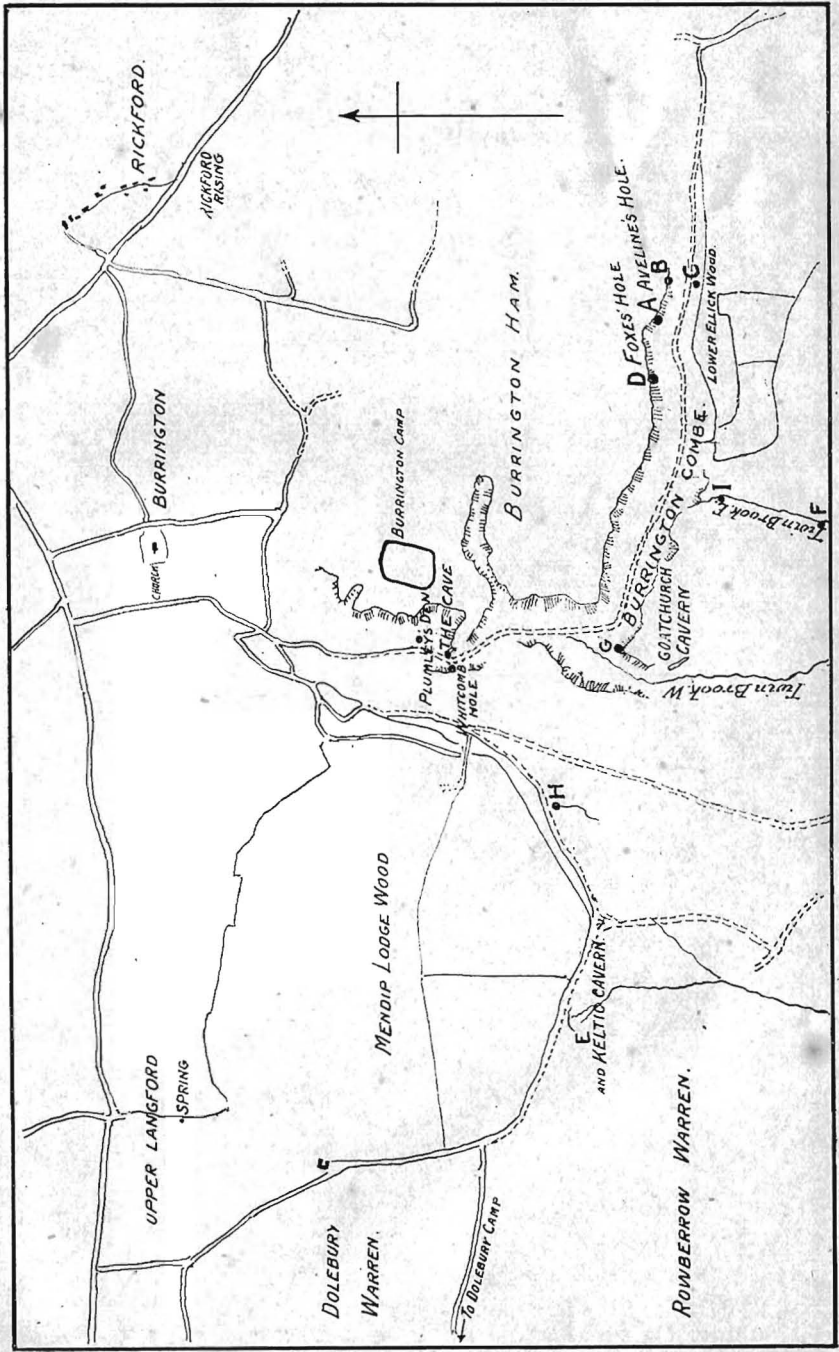 RICKFORD.
RICKFORD
RISING
BURRINGTON
CHURCH
BURRINGTON CAMP
PLUMLEY'S DEN
THE CAVE
WHITCOMB
HOLE
BURRINGTON HAM.
D FOXES' HOLE
A AVELINE'S HOLE.
B
C
LOWER ELLICK WOOD
BURRINGTON COMBE.
I
Twin Brook E.
F
G
GOATCHURCH
CAVERN
Twin Brook W.
UPPER LANGFORD
SPRING
MENDIP LODGE WOOD
H
DOLEBURY
WARREN.
TO DOLEBURY CAMP
E
AND KELTIC CAVERN
ROWBERROW WARREN.